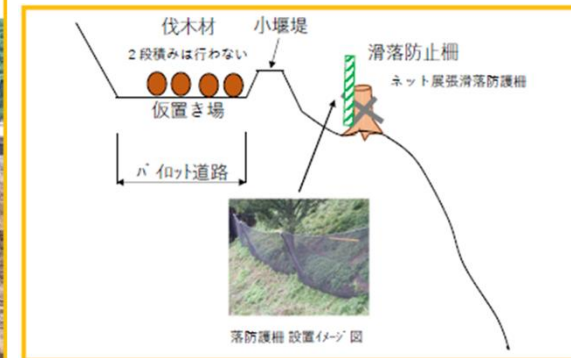 伐木材
２段積みは行わない
小堰堤
滑落防止柵
ネット展張滑落防護柵
仮置き場
パイロット道路
落防護柵 設置イメージ図